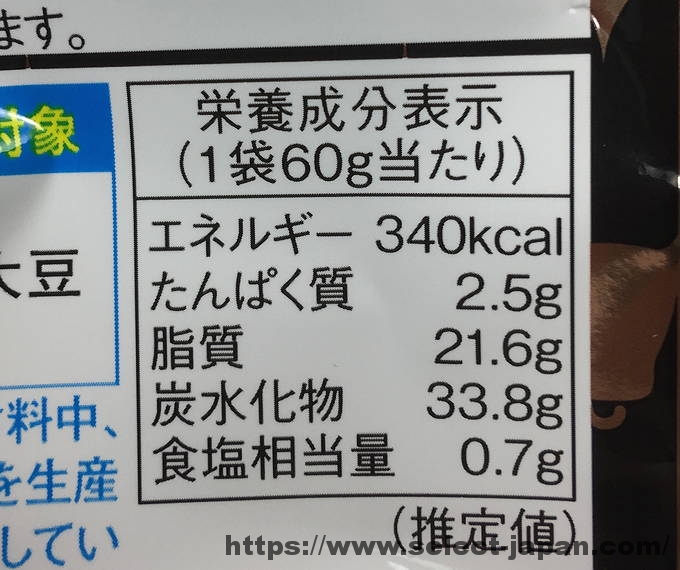 ます。
対象
大豆
料中、
を生産
してい
栄養成分表示
(1袋60g当たり)
エネルギー 340kcal
たんぱく質 2.5g
脂質 21.6g
炭水化物 33.8g
食塩相当量 0.7g
(推定値)
https://www.select-japan.com/